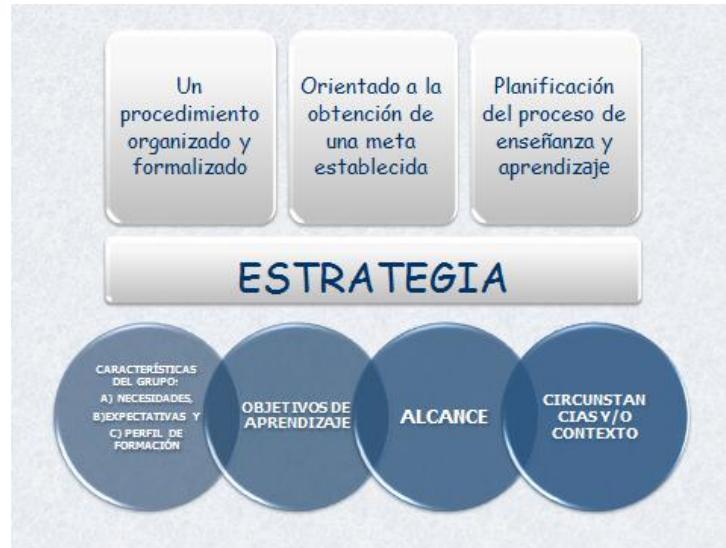 Un
procedimiento
organizado y
formalizado
Orientado a la
obtención de
una meta
establecida
Planificación
del proceso de
enseñanza y
aprendizaje
ESTRATEGIA
CARACTERÍSTICAS
DEL GRUPO:
A) NECESIDADES,
B)EXPECTATIVAS Y
C) PERFIL DE
FORMACIÓN
OBJETIVOS DE
APRENDIZAJE
ALCANCE
CIRCUNSTAN
CIAS Y/O
CONTEXTO